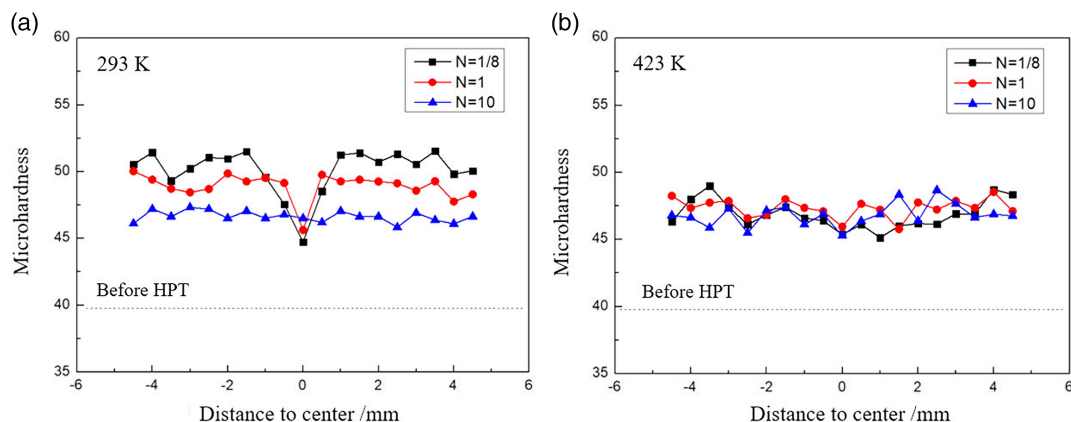 (a)
60
55
50
45
40
35
Microhardness
293 K
N=1/8
N=1
N=10
Before HPT
-6
-4
-2
0
2
4
6
Distance to center /mm
(b)
60
55
50
45
40
35
Microhardness
423 K
N=1/8
N=1
N=10
Before HPT
-6
-4
-2
0
2
4
6
Distance to center /mm